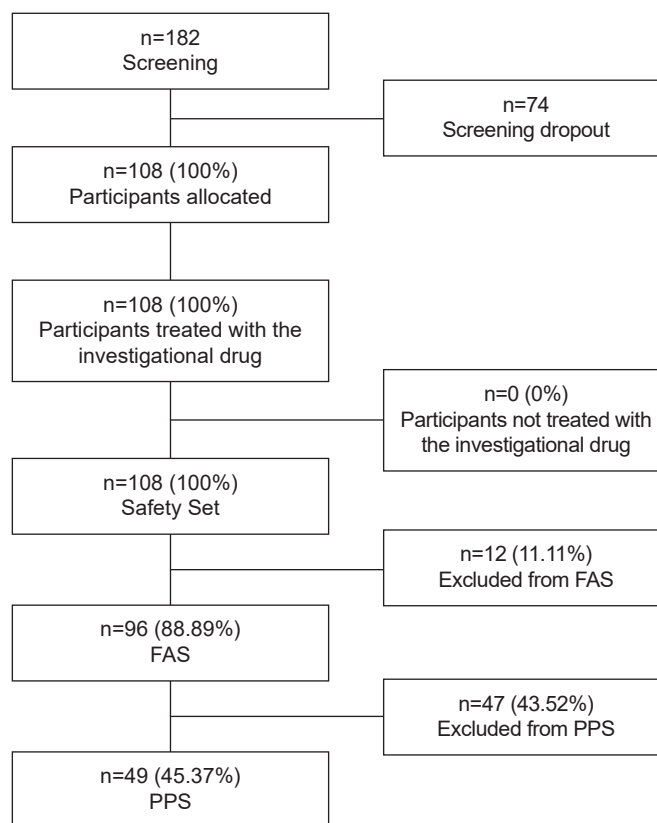 n=182
Screening
n=74
Screening dropout
n=108 (100%)
Participants allocated
n=108 (100%)
Participants treated with the
investigational drug
n=0 (0%)
Participants not treated with
the investigational drug
n=108 (100%)
Safety Set
n=12 (11.11%)
Excluded from FAS
n=96 (88.89%)
FAS
n=47 (43.52%)
Excluded from PPS
n=49 (45.37%)
PPS